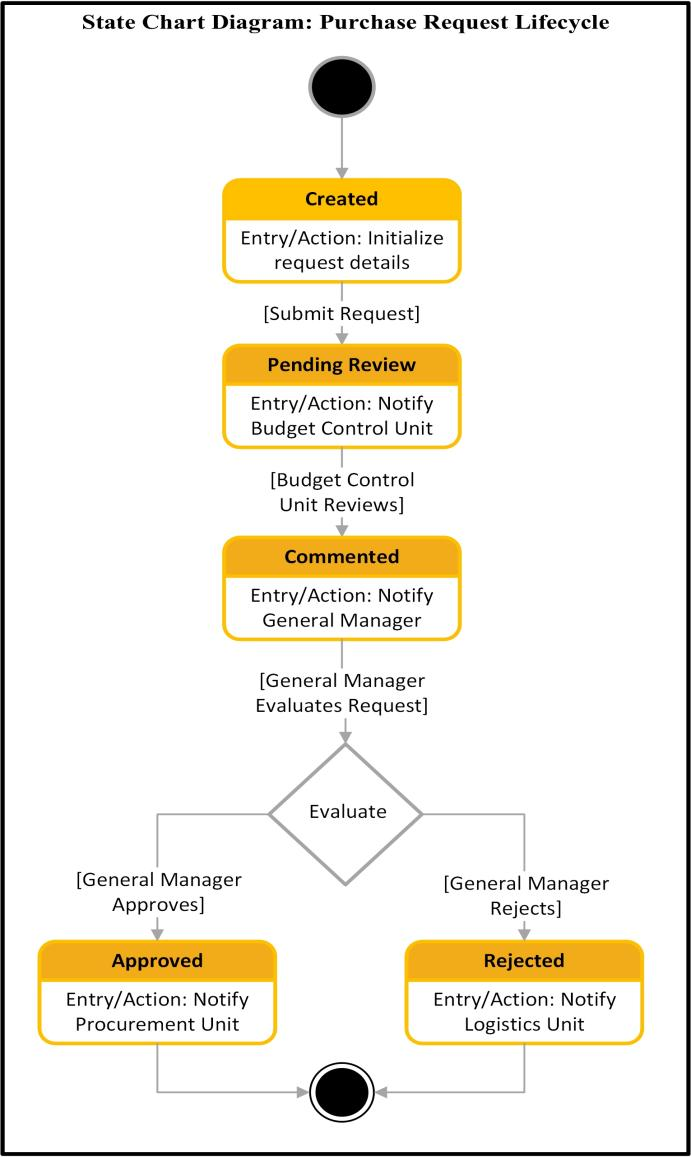 State Chart Diagram: Purchase Request Lifecycle
Created
Entry/Action: Initialize
request details
[Submit Request]
Pending Review
Entry/Action: Notify
Budget Control Unit
[Budget Control
Unit Reviews]
Commented
Entry/Action: Notify
General Manager
[General Manager
Evaluates Request]
Evaluate
[General Manager
Approves]
[General Manager
Rejects]
Approved
Entry/Action: Notify
Procurement Unit
Rejected
Entry/Action: Notify
Logistics Unit